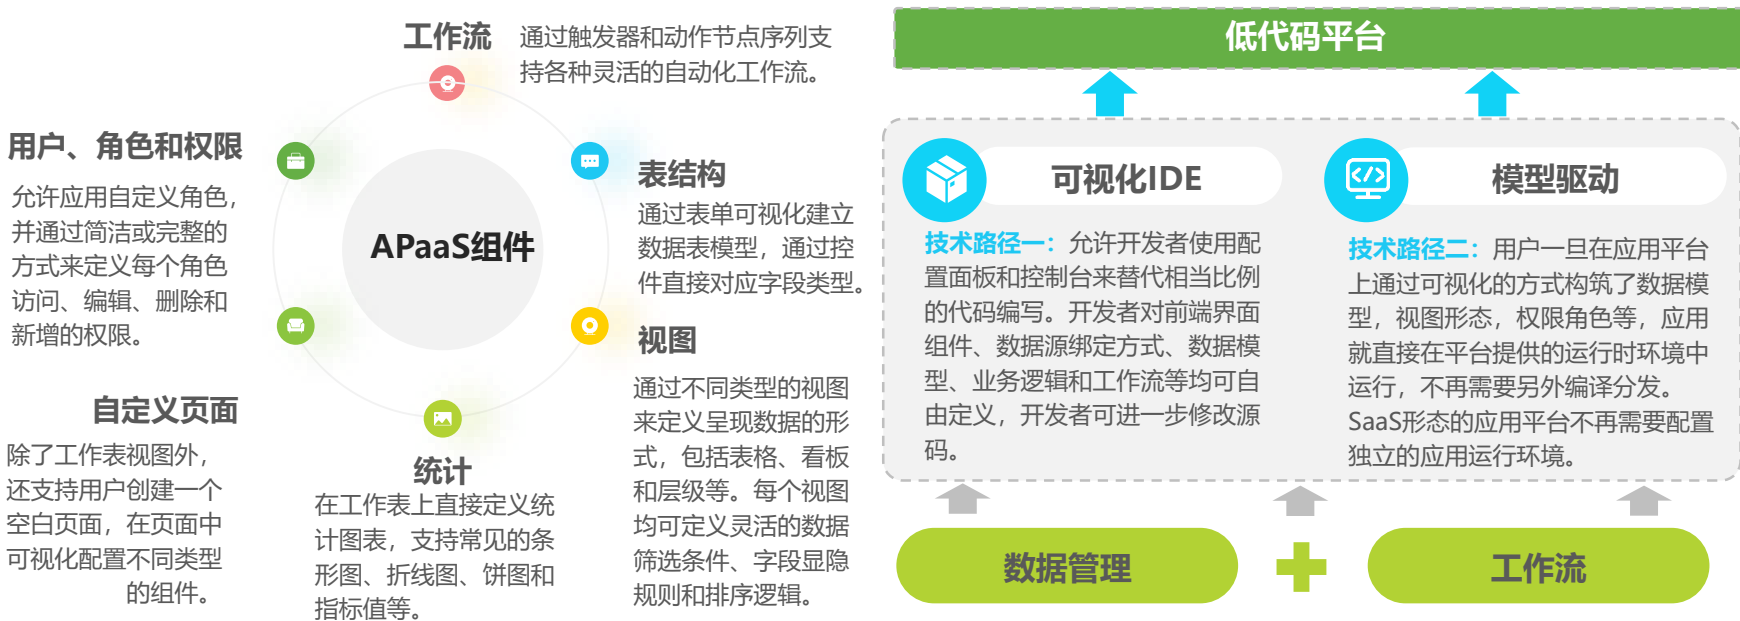 工作流
通过触发器和动作节点序列支
持各种灵活的自动化工作流。
用户、角色和权限
允许应用自定义角色，
并通过简洁或完整的
方式来定义每个角色
访问、编辑、删除和
新增的权限。
APaaS组件
表结构
通过表单可视化建立
数据表模型，通过控
件直接对应字段类型。
视图
通过不同类型的视图
来定义呈现数据的形
式，包括表格、看板
和层级等。每个视图
均可定义灵活的数据
筛选条件、字段显隐
规则和排序逻辑。
自定义页面
除了工作表视图外，
还支持用户创建一个
空白页面，在页面中
可视化配置不同类型
的组件。
统计
在工作表上直接定义统
计图表，支持常见的条
形图、折线图、饼图和
指标值等。
低代码平台
可视化IDE
技术路径一：允许开发者使用配
置面板和控制台来替代相当比例
的代码编写。开发者对前端界面
组件、数据源绑定方式、数据模
型、业务逻辑和工作流等均可自
由定义，开发者可进一步修改源
码。
模型驱动
技术路径二：用户一旦在应用平台
上通过可视化的方式构筑了数据模
型，视图形态，权限角色等，应用
就直接在平台提供的运行时环境中
运行，不再需要另外编译分发。
SaaS形态的应用平台不再需要配置
独立的应用运行环境。
数据管理
工作流